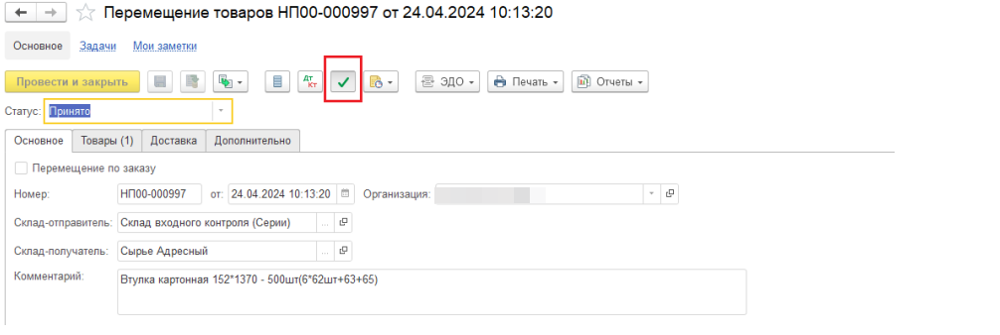 Перемещение товаров НП00-000997 от 24.04.2024 10:13:20
Основное Задачи Мои заметки
Провести и закрыть Дт Кт ЭДО Печать Отчеты
Статус: Принято
Основное Товары (1) Доставка Дополнительно
Перемещение по заказу
Номер: НП00-000997 от: 24.04.2024 10:13:20 Организация:
Склад-отправитель: Склад входного контроля (Серии) ...
Склад-получатель: Сырье Адресный ...
Комментарий: Втулка картонная 152*1370 - 500шт(6*62шт+63+65)